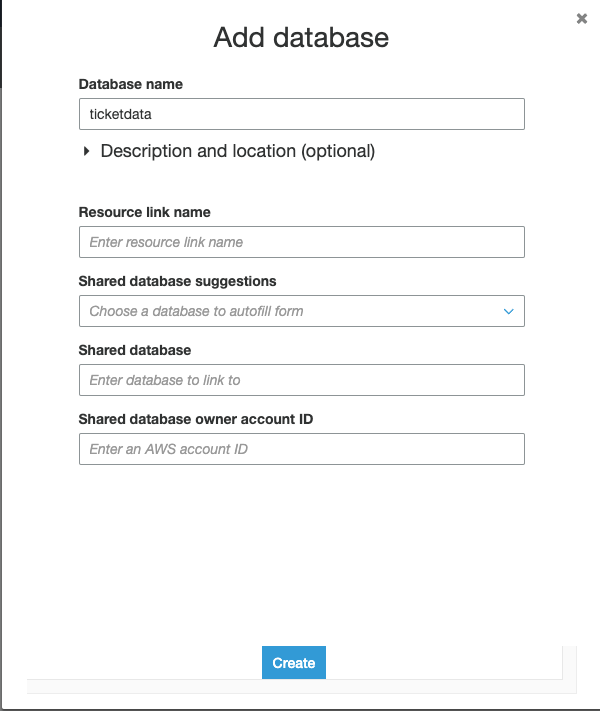 Add database
Database name
ticketdata
Description and location (optional)
Resource link name
Enter resource link name
Shared database suggestions
Choose a database to autofill form
Shared database
Enter database to link to
Shared database owner account ID
Enter an AWS account ID
Create